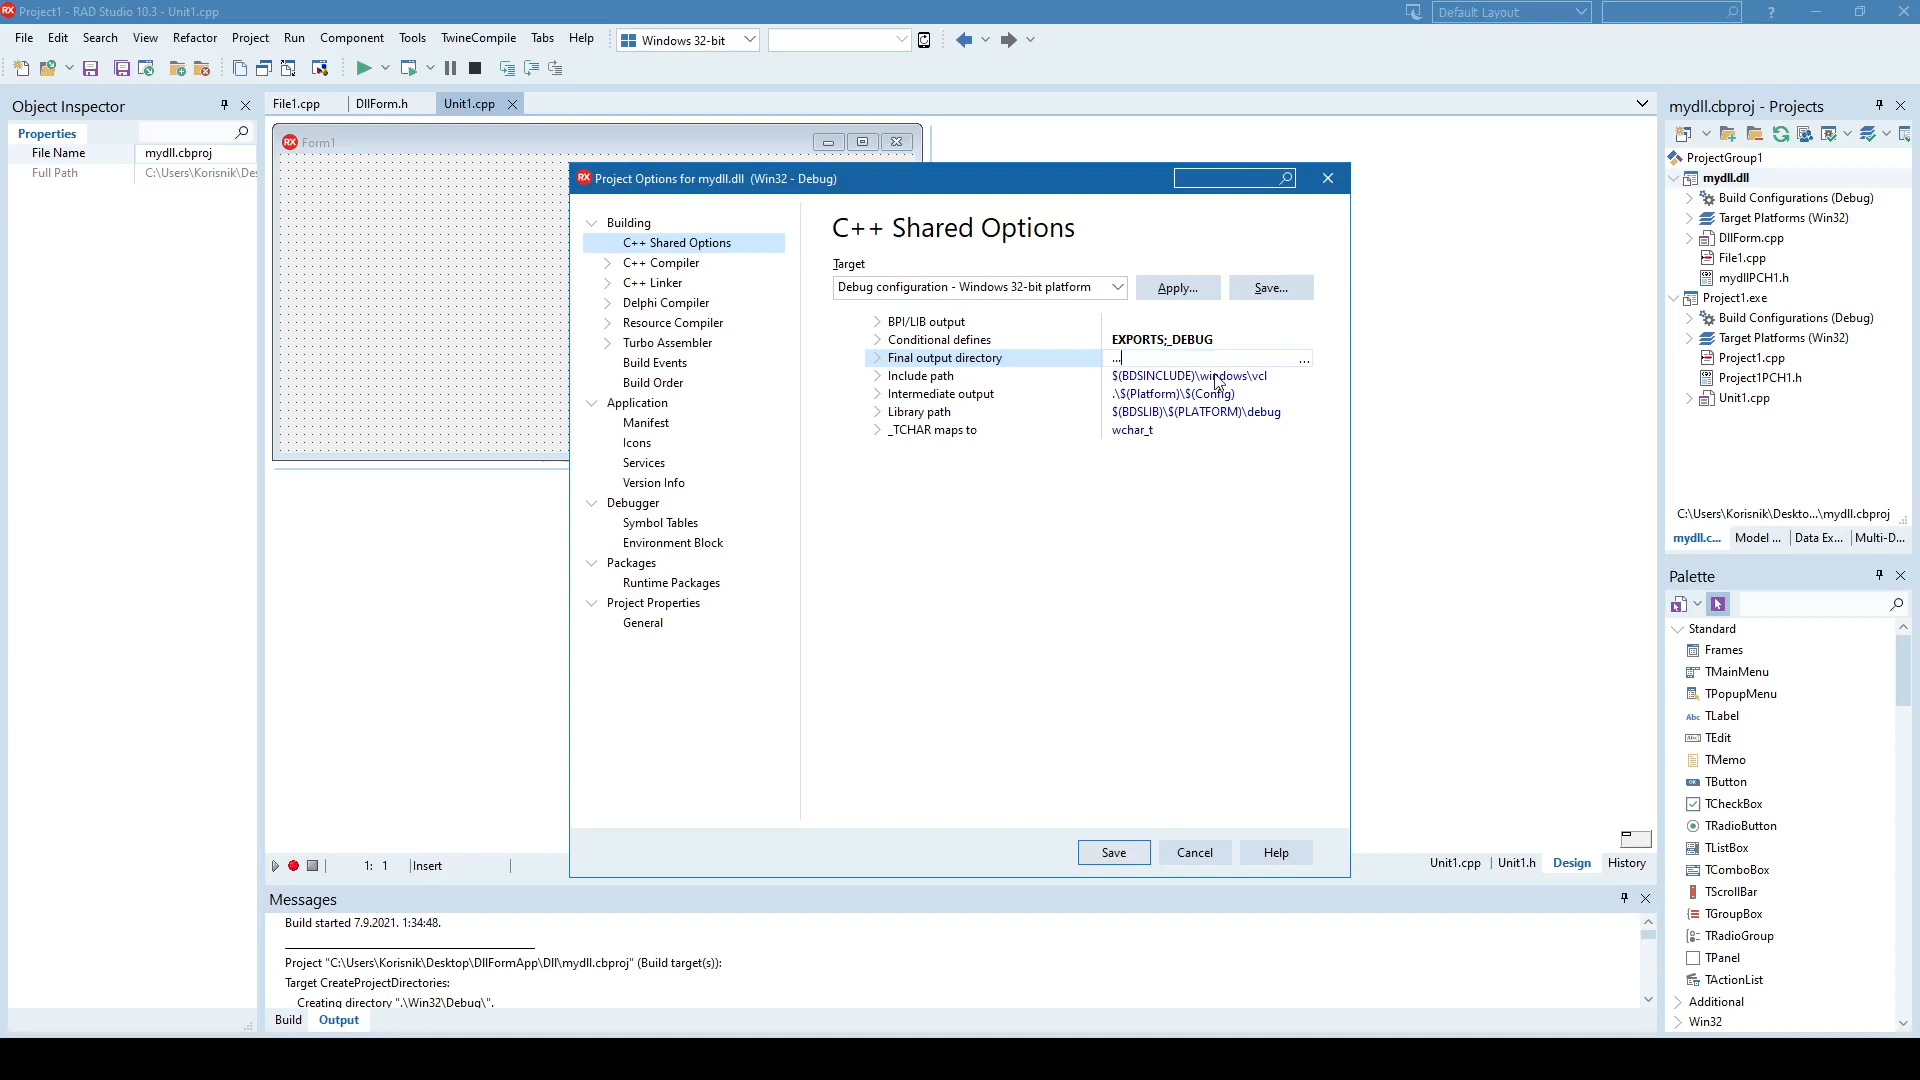 Project1 - RAD Studio 10.3 - Unit1.cpp
Default Layout
File Edit Search View Refactor Project Run Component Tools TwineCompile Tabs Help
Windows 32-bit
Object Inspector
Properties
File Name mydll.cbproj
Full Path C:\Users\Korisnik\Des
File1.cpp DllForm.h Unit1.cpp
Form1
Project Options for mydll.dll (Win32 - Debug)
Building
C++ Shared Options
C++ Compiler
C++ Linker
Delphi Compiler
Resource Compiler
Turbo Assembler
Build Events
Build Order
Application
Manifest
Icons
Services
Version Info
Debugger
Symbol Tables
Environment Block
Packages
Runtime Packages
Project Properties
General
C++ Shared Options
Target
Debug configuration - Windows 32-bit platform
Apply...
Save...
BPI/LIB output
Conditional defines EXPORTS;_DEBUG
Final output directory ... ...
Include path $(BDSINCLUDE)\windows\vcl
Intermediate output .\$(Platform)\$(Config)
Library path $(BDSLIB)\$(PLATFORM)\debug
_TCHAR maps to wchar_t
Save Cancel Help
1: 1 Insert
Unit1.cpp Unit1.h Design History
Messages
Build started 7.9.2021. 1:34:48.
Project "C:\Users\Korisnik\Desktop\DllFormApp\Dll\mydll.cbproj" (Build target(s)):
Target CreateProjectDirectories:
Creating directory ".\Win32\Debug\".
Build Output
mydll.cbproj - Projects
ProjectGroup1
mydll.dll
Build Configurations (Debug)
Target Platforms (Win32)
DllForm.cpp
File1.cpp
mydllPCH1.h
Project1.exe
Build Configurations (Debug)
Target Platforms (Win32)
Project1.cpp
Project1PCH1.h
Unit1.cpp
C:\Users\Korisnik\Deskto...\mydll.cbproj
mydll.c... Model ... Data Ex... Multi-D...
Palette
Standard
Frames
TMainMenu
TPopupMenu
TLabel
TEdit
TMemo
TButton
TCheckBox
TRadioButton
TListBox
TComboBox
TScrollBar
TGroupBox
TRadioGroup
TPanel
TActionList
Additional
Win32